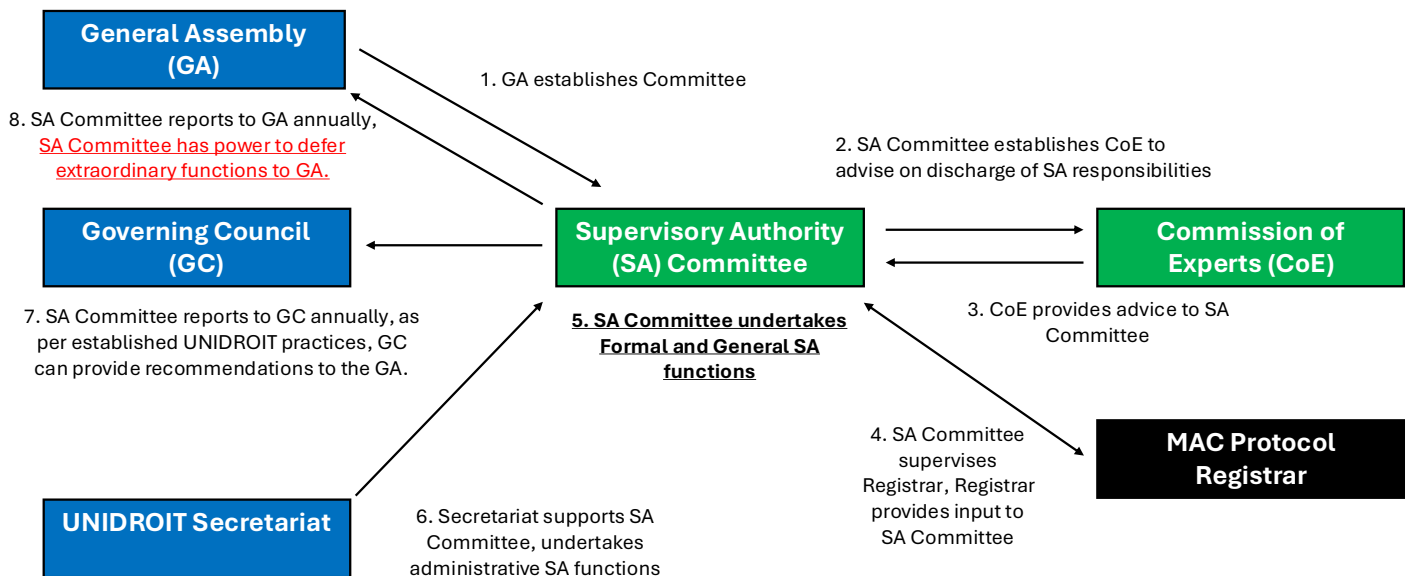 General Assembly
(GA)
1. GA establishes Committee
8. SA Committee reports to GA annually,
SA Committee has power to defer
extraordinary functions to GA.
2. SA Committee establishes CoE to
advise on discharge of SA responsibilities
Governing Council
(GC)
Supervisory Authority
(SA) Committee
Commission of
Experts (CoE)
7. SA Committee reports to GC annually, as
per established UNIDROIT practices, GC
can provide recommendations to the GA.
5. SA Committee undertakes
Formal and General SA
functions
3. CoE provides advice to SA
Committee
4. SA Committee
supervises
Registrar, Registrar
provides input to
SA Committee
MAC Protocol
Registrar
UNIDROIT Secretariat
6. Secretariat supports SA
Committee, undertakes
administrative SA functions